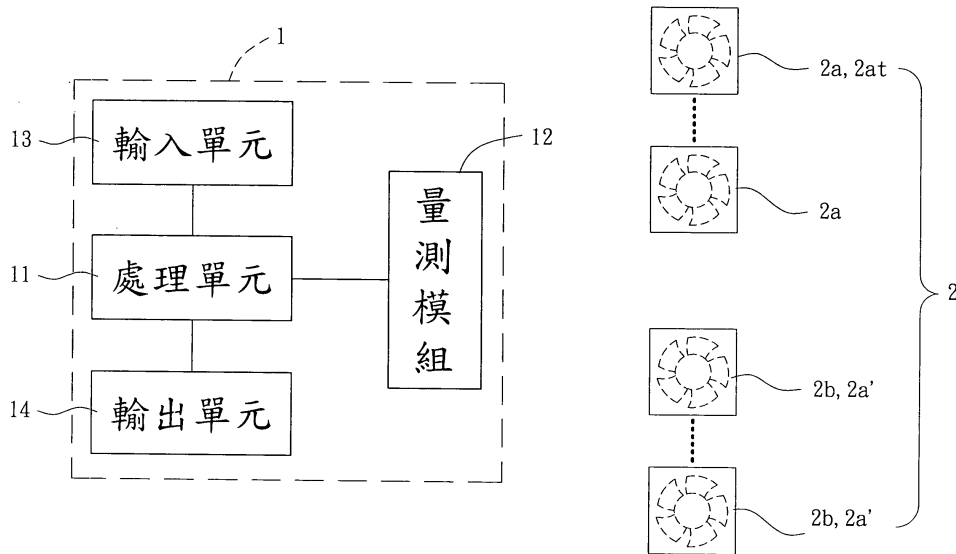 1
13
輸入單元
12
量測模組
11
處理單元
14
輸出單元
2a, 2at
2a
2
2b, 2a'
2b, 2a'